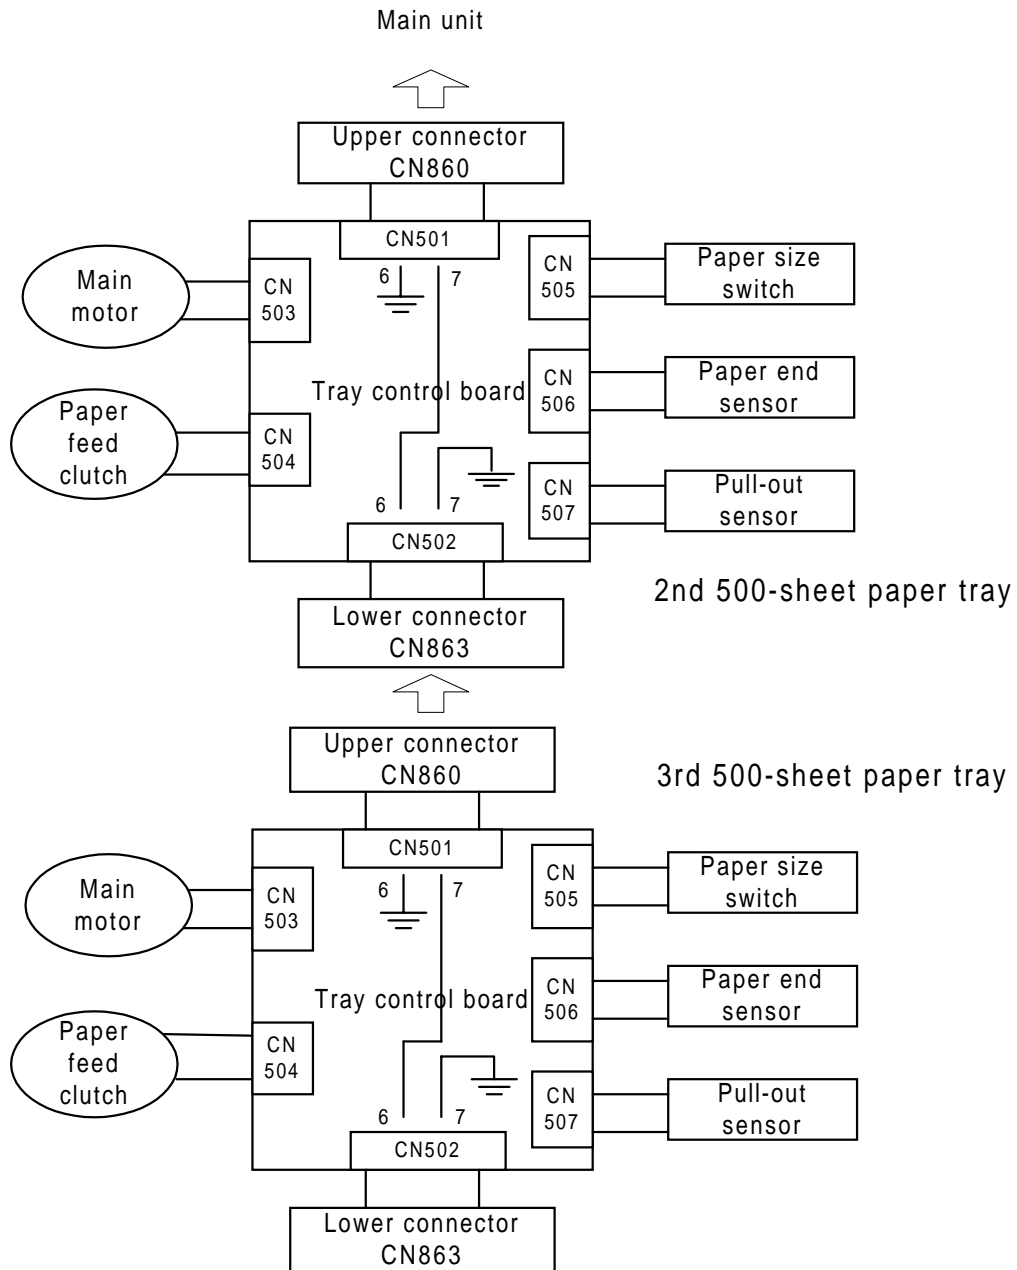 Main unit
Upper connector
CN860
CN501
6
7
Main
motor
CN
503
CN
505
Paper size
switch
Tray control board
Paper
feed
clutch
CN
504
CN
506
Paper end
sensor
6
7
CN
507
Pull-out
sensor
CN502
Lower connector
CN863
2nd 500-sheet paper tray
Upper connector
CN860
3rd 500-sheet paper tray
CN501
6
7
Main
motor
CN
503
CN
505
Paper size
switch
Tray control board
Paper
feed
clutch
CN
504
CN
506
Paper end
sensor
6
7
CN
507
Pull-out
sensor
CN502
Lower connector
CN863